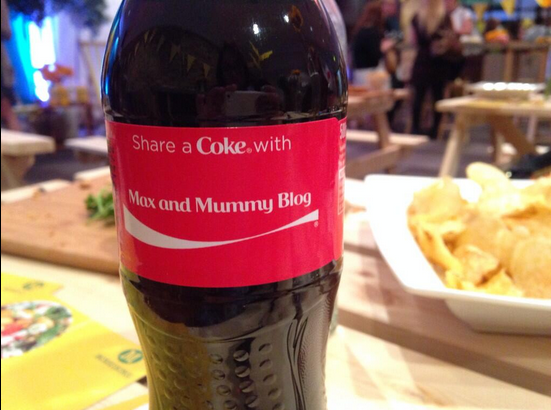 Share a Coke® with
Max and Mummy Blog
®